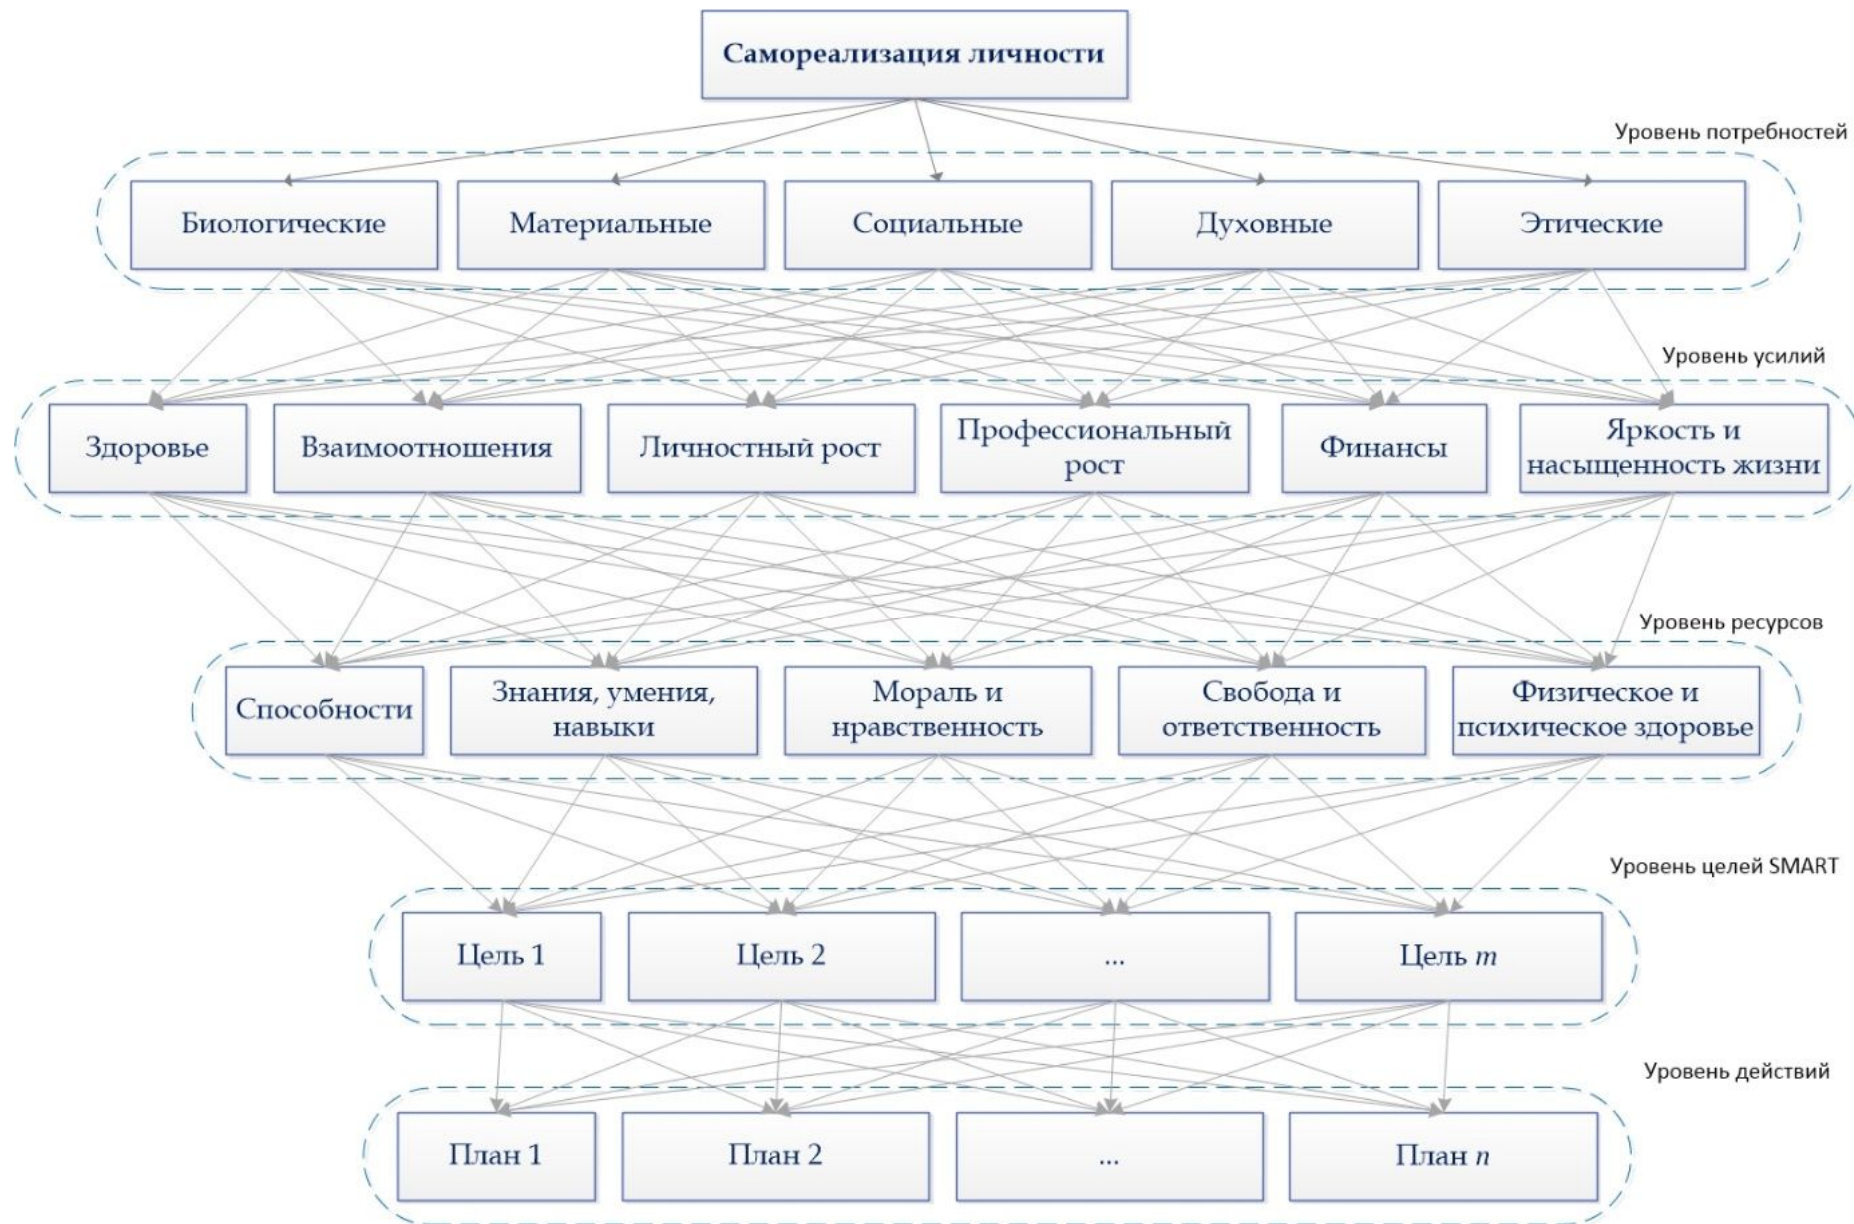 Самореализация личности
Уровень потребностей
Биологические
Материальные
Социальные
Духовные
Этические
Уровень усилий
Здоровье
Взаимоотношения
Личностный рост
Профессиональный
рост
Финансы
Яркость и
насыщенность жизни
Уровень ресурсов
Способности
Знания, умения,
навыки
Мораль и
нравственность
Свобода и
ответственность
Физическое и
психическое здоровье
Уровень целей SMART
Цель 1
Цель 2
...
Цель m
Уровень действий
План 1
План 2
...
План n